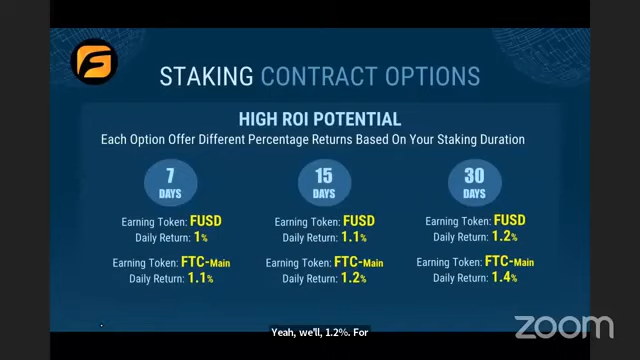 STAKING CONTRACT OPTIONS
HIGH ROI POTENTIAL
Each Option Offer Different Percentage Returns Based On Your Staking Duration
7
DAYS
Earning Token: FUSD
Daily Return: 1%
Earning Token: FTC-Main
Daily Return: 1.1%
15
DAYS
Earning Token: FUSD
Daily Return: 1.1%
Earning Token: FTC-Main
Daily Return: 1.2%
30
DAYS
Earning Token: FUSD
Daily Return: 1.2%
Earning Token: FTC-Main
Daily Return: 1.4%
zoom
Yeah, we'll, 1.2%. For